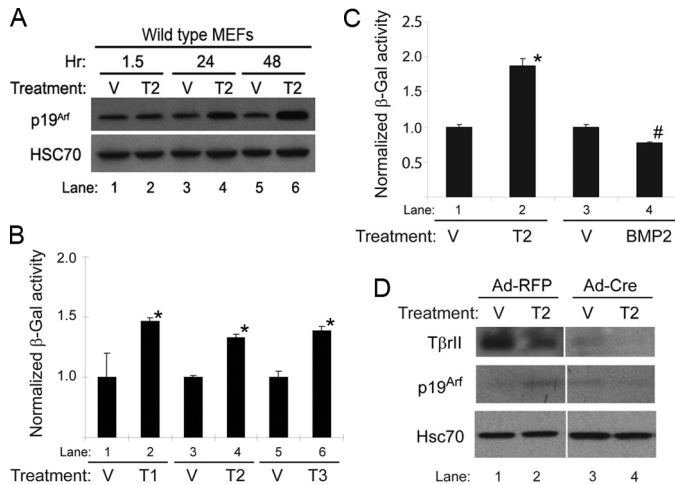 A
Wild type MEFs
Hr: 1.5 24 48
Treatment: V T2 V T2 V T2
p19Arf
HSC70
Lane: 1 2 3 4 5 6
B
Normalized β-Gal activity
2.0
1.5
1.0
* * *
Lane: 1 2 3 4 5 6
Treatment: V T1 V T2 V T3
C
Normalized β-Gal activity
2.5
2.0
1.5
1.0
0.5
* #
Lane: 1 2 3 4
Treatment: V T2 V BMP2
D
Ad-RFP Ad-Cre
Treatment: V T2 V T2
TβrII
p19Arf
Hsc70
Lane: 1 2 3 4